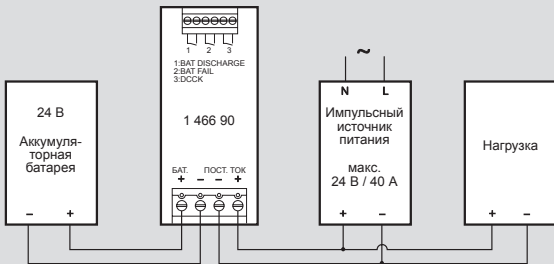 24 В
Аккумуля-
торная
батарея
– +
1 2 3
1:BAT DISCHARGE
2:BAT FAIL
3:DCCK
1 466 90
БАТ. ПОСТ. ТОК
+ – – +
~
N L
Импульсный
источник
питания
макс.
24 В / 40 А
+ –
Нагрузка
+ –